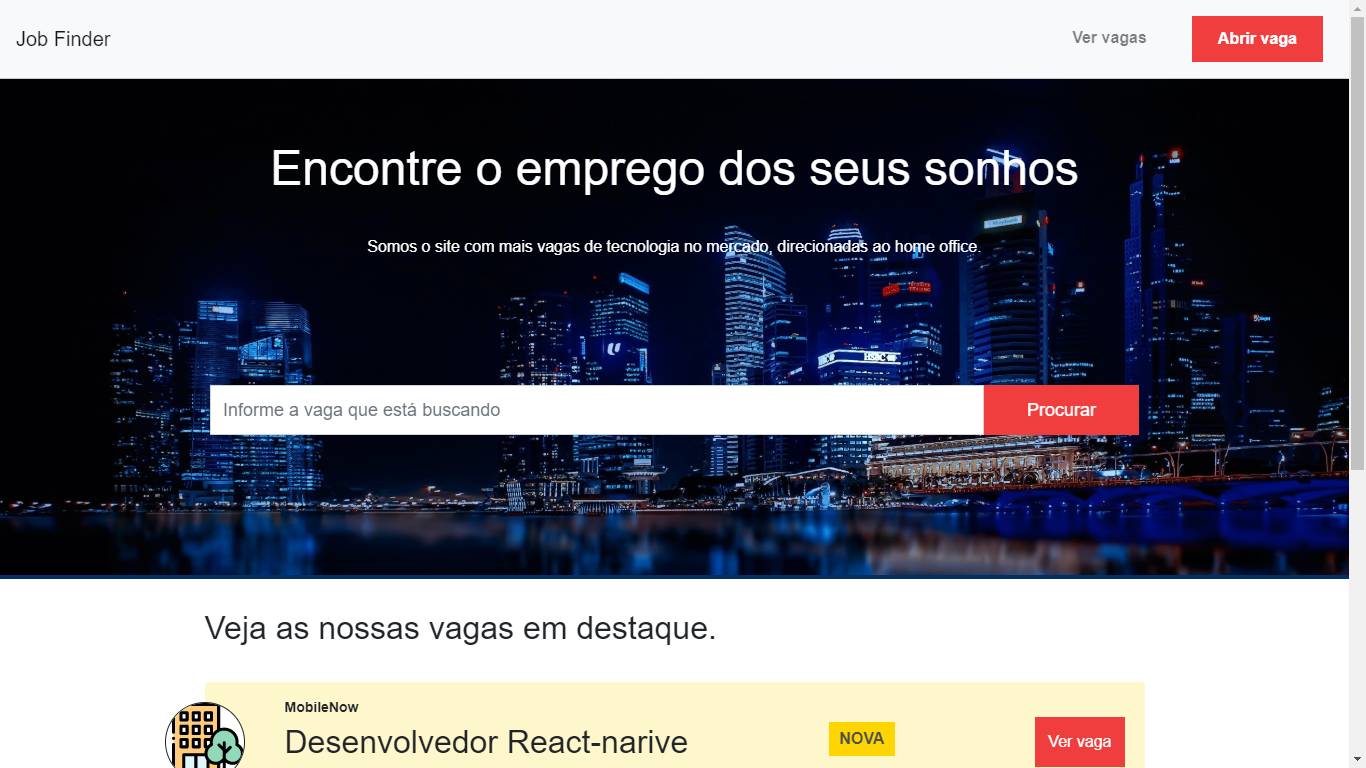 Job Finder
Ver vagas
Abrir vaga
Encontre o emprego dos seus sonhos
Somos o site com mais vagas de tecnologia no mercado, direcionadas ao home office.
HSBC
Informe a vaga que está buscando
Procurar
Veja as nossas vagas em destaque.
MobileNow
Desenvolvedor React-narive
NOVA
Ver vaga